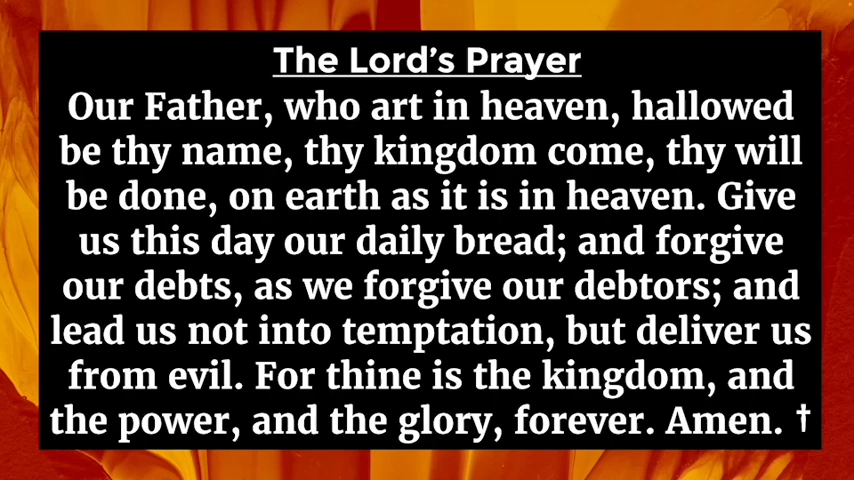 The Lord’s Prayer
Our Father, who art in heaven, hallowed
be thy name, thy kingdom come, thy will
be done, on earth as it is in heaven. Give
us this day our daily bread; and forgive
our debts, as we forgive our debtors; and
lead us not into temptation, but deliver us
from evil. For thine is the kingdom, and
the power, and the glory, forever. Amen. †